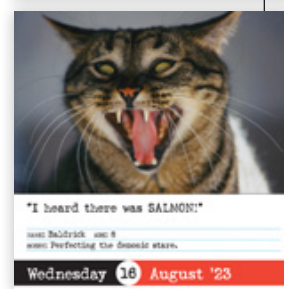 "I heard there was SALMON!"
NAME: Baldrick AGE: 6
HOBBY: Perfecting the demonic stare.
Wednesday 16 August '23